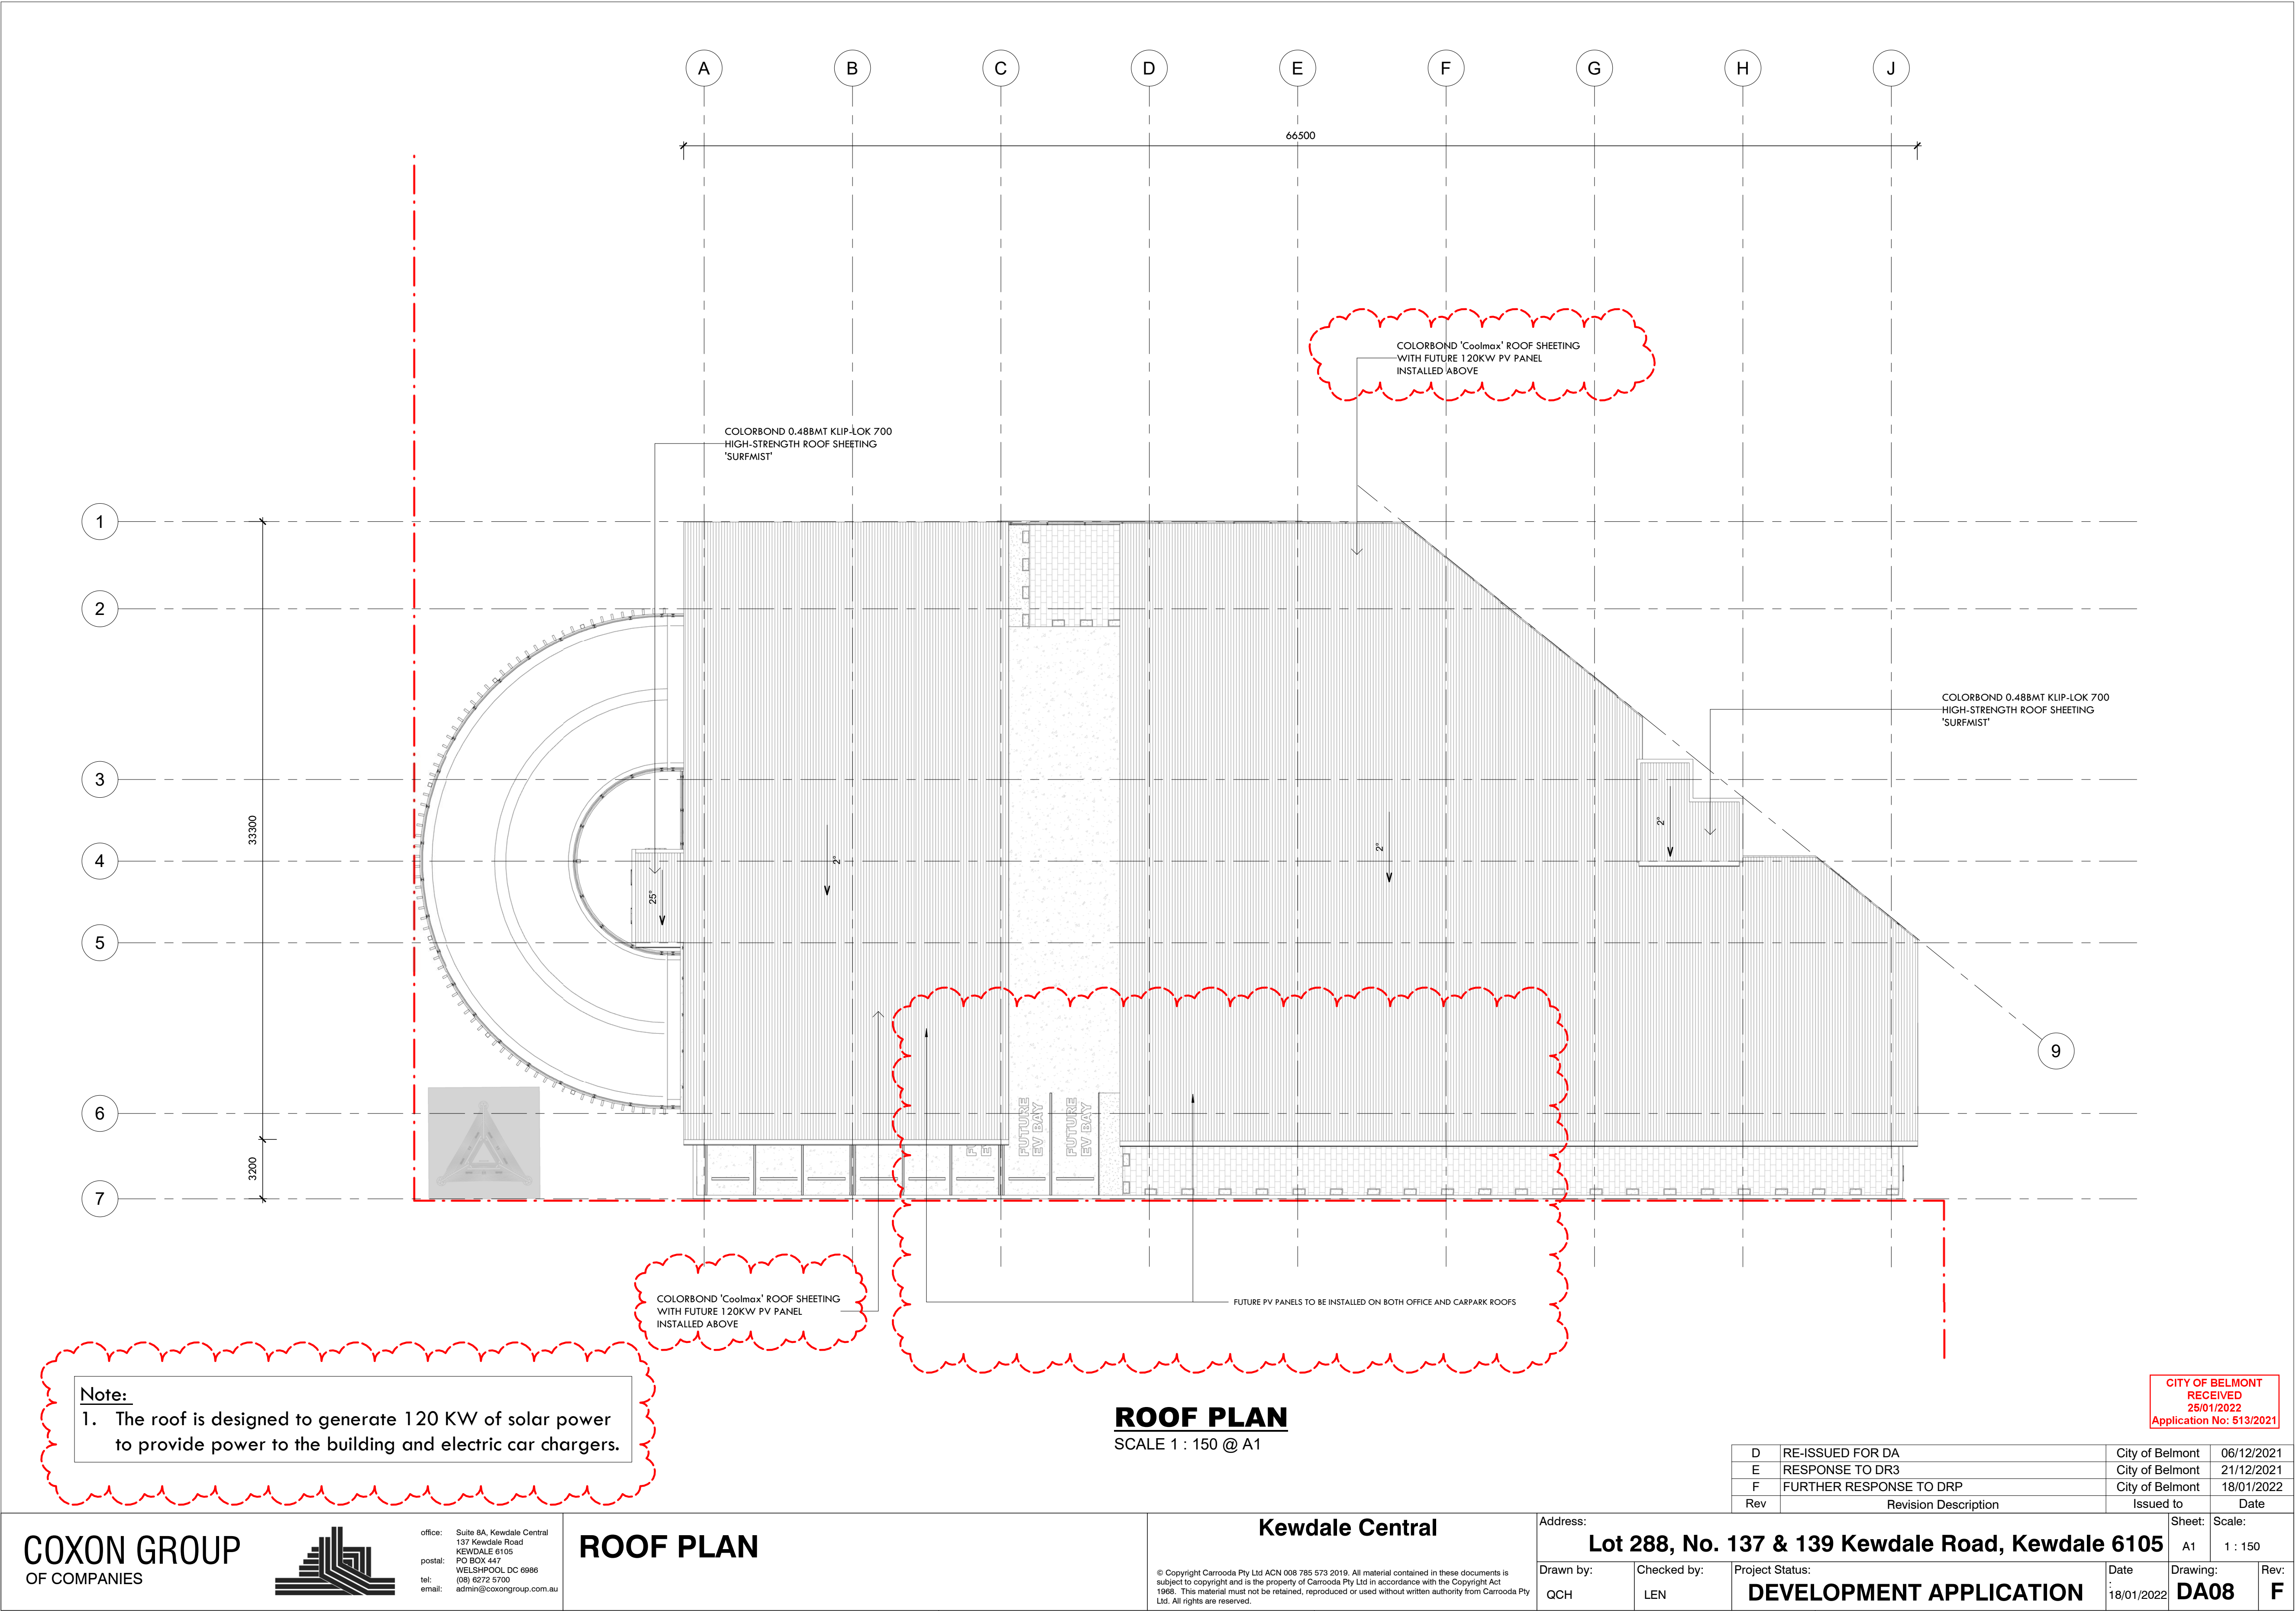 A
B
C
D
E
F
G
H
J
66500
COLORBOND 'Coolmax' ROOF SHEETING
WITH FUTURE 120KW PV PANEL
INSTALLED ABOVE
COLORBOND 0.48BMT KLIP-LOK 700
HIGH-STRENGTH ROOF SHEETING
'SURFMIST'
1
2
COLORBOND 0.48BMT KLIP-LOK 700
HIGH-STRENGTH ROOF SHEETING
'SURFMIST'
3
33300
2°
2°
2°
4
25°
5
9
6
FUTURE
EV BAY
FUTURE
EV BAY
3200
7
COLORBOND 'Coolmax' ROOF SHEETING
WITH FUTURE 120KW PV PANEL
INSTALLED ABOVE
FUTURE PV PANELS TO BE INSTALLED ON BOTH OFFICE AND CARPARK ROOFS
Note:
1. The roof is designed to generate 120 KW of solar power
to provide power to the building and electric car chargers.
ROOF PLAN
SCALE 1 : 150 @ A1
CITY OF BELMONT
RECEIVED
25/01/2022
Application No: 513/2021
D RE-ISSUED FOR DA City of Belmont 06/12/2021
E RESPONSE TO DR3 City of Belmont 21/12/2021
F FURTHER RESPONSE TO DRP City of Belmont 18/01/2022
Rev Revision Description Issued to Date
COXON GROUP
OF COMPANIES
office: Suite 8A, Kewdale Central
137 Kewdale Road
KEWDALE 6105
postal: PO BOX 447
WELSHPOOL DC 6986
tel: (08) 6272 5700
email: admin@coxongroup.com.au
ROOF PLAN
Kewdale Central
© Copyright Carrooda Pty Ltd ACN 008 785 573 2019. All material contained in these documents is
subject to copyright and is the property of Carrooda Pty Ltd in accordance with the Copyright Act
1968. This material must not be retained, reproduced or used without written authority from Carrooda Pty
Ltd. All rights are reserved.
Address:
Lot 288, No. 137 & 139 Kewdale Road, Kewdale 6105
Sheet:
A1
Scale:
1 : 150
Drawn by:
QCH
Checked by:
LEN
Project Status:
DEVELOPMENT APPLICATION
Date
:
18/01/2022
Drawing:
DA08
Rev:
F